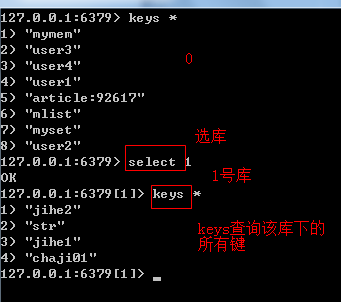 127.0.0.1:6379> keys *
1) "mymem"
2) "user3"
3) "user4"
0
4) "user1"
5) "article:92617"
6) "mlist"
7) "myset"
选库
8) "user2"
127.0.0.1:6379> select 1
OK
1号库
127.0.0.1:6379[1]> keys *
1) "jihe2"
2) "str"
keys查询该库下的
所有键
3) "jihe1"
4) "chaji01"
127.0.0.1:6379[1]>